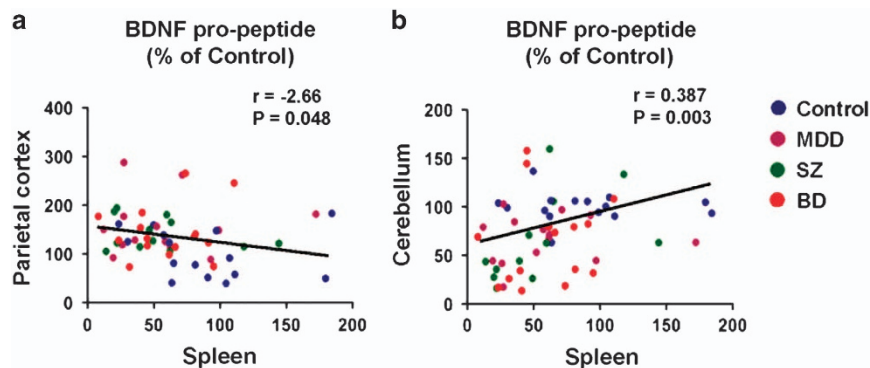 a
BDNF pro-peptide
(% of Control)
r = -2.66
P = 0.048
Parietal cortex
400
300
200
100
0
0
50
100
150
200
Spleen
b
BDNF pro-peptide
(% of Control)
r = 0.387
P = 0.003
Cerebellum
200
150
100
50
0
0
50
100
150
200
Spleen
Control
MDD
SZ
BD